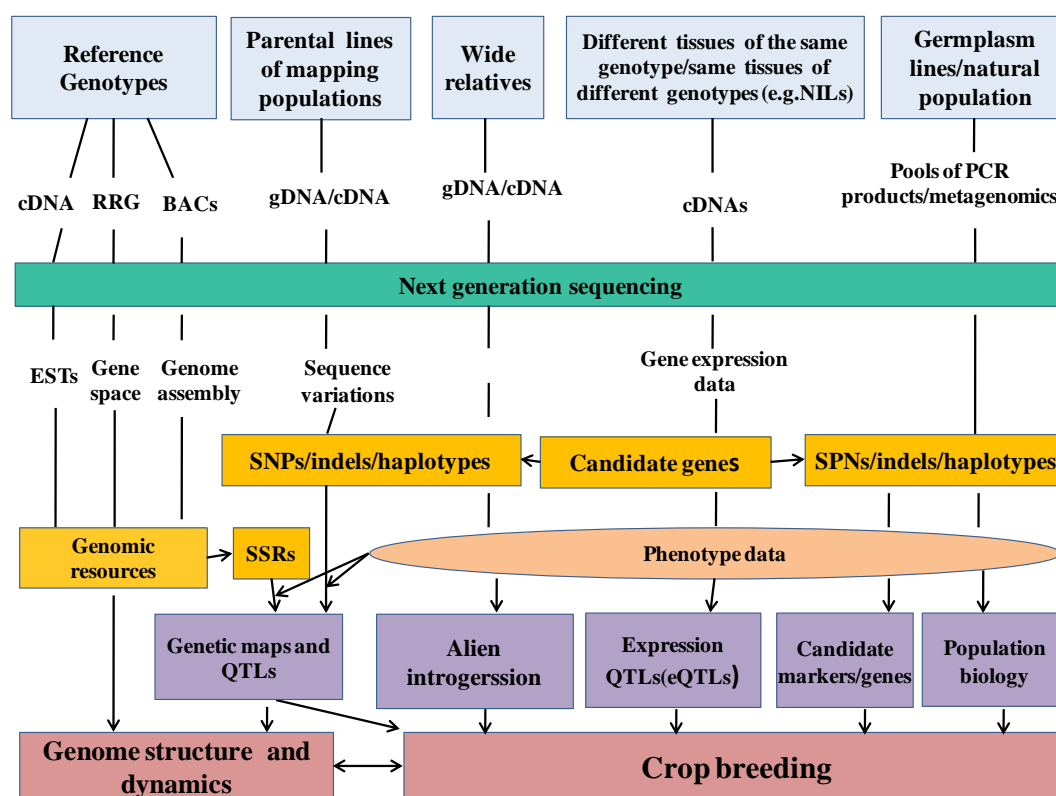 Reference
Genotypes
Parental lines
of mapping
populations
Wide
relatives
Different tissues of the same
genotype/same tissues of
different genotypes (e.g.NILs)
Germplasm
lines/natural
population
cDNA
RRG
BACs
gDNA/cDNA
gDNA/cDNA
cDNAs
Pools of PCR
products/metagenomics
Next generation sequencing
ESTs
Gene
space
Genome
assembly
Sequence
variations
Gene expression
data
SNPs/indels/haplotypes
Candidate genes
SPNs/indels/haplotypes
Genomic
resources
SSRs
Phenotype data
Genetic maps and
QTLs
Alien
introgerssion
Expression
QTLs(eQTLs)
Candidate
markers/genes
Population
biology
Genome structure and
dynamics
Crop breeding